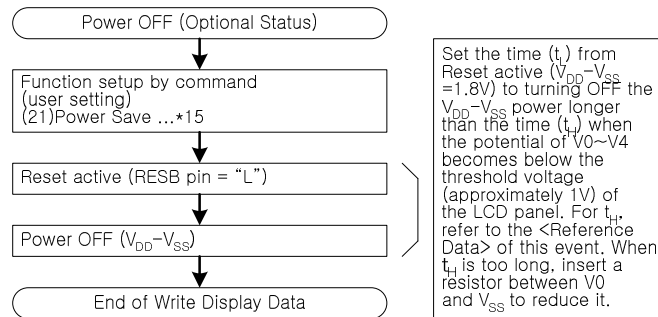 Power OFF (Optional Status)
Function setup by command
(user setting)
(21)Power Save ...*15
Reset active (RESB pin = “L”)
Power OFF (VDD-VSS)
End of Write Display Data
Set the time (tL) from
Reset active (VDD-VSS
=1.8V) to turning OFF the
VDD-VSS power longer
than the time (tH) when
the potential of V0~V4
becomes below the
threshold voltage
(approximately 1V) of
the LCD panel. For tH,
refer to the <Reference
Data> of this event. When
tH is too long, insert a
resistor between V0
and VSS to reduce it.